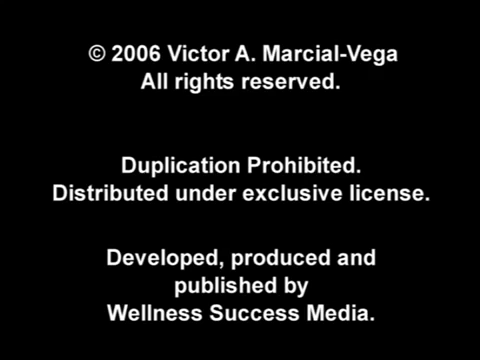 © 2006 Victor A. Marcial-Vega
All rights reserved.
Duplication Prohibited.
Distributed under exclusive license.
Developed, produced and
published by
Wellness Success Media.